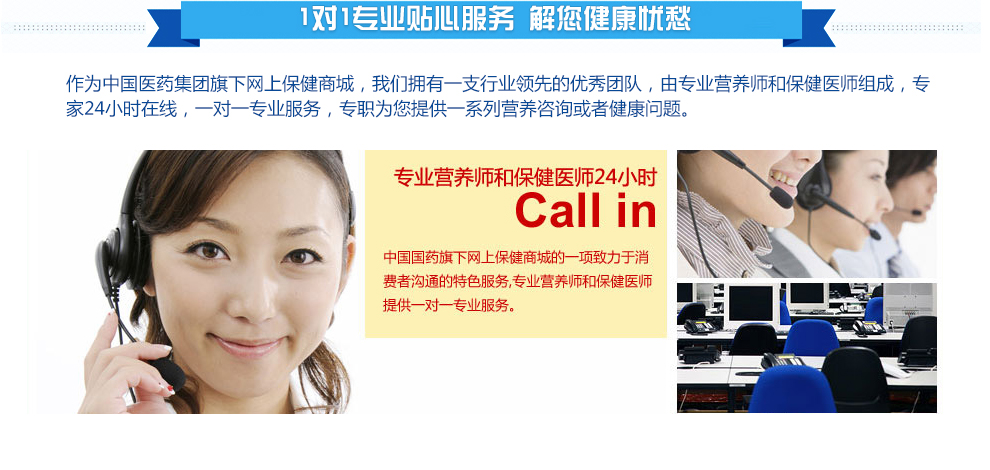 1对1专业贴心服务 解您健康忧愁
作为中国医药集团旗下网上保健商城，我们拥有一支行业领先的优秀团队，由专业营养师和保健医师组成，专
家24小时在线，一对一专业服务，专职为您提供一系列营养咨询或者健康问题。
专业营养师和保健医师24小时
Call in
中国国药旗下网上保健商城的一项致力于消
费者沟通的特色服务,专业营养师和保健医师
提供一对一专业服务。